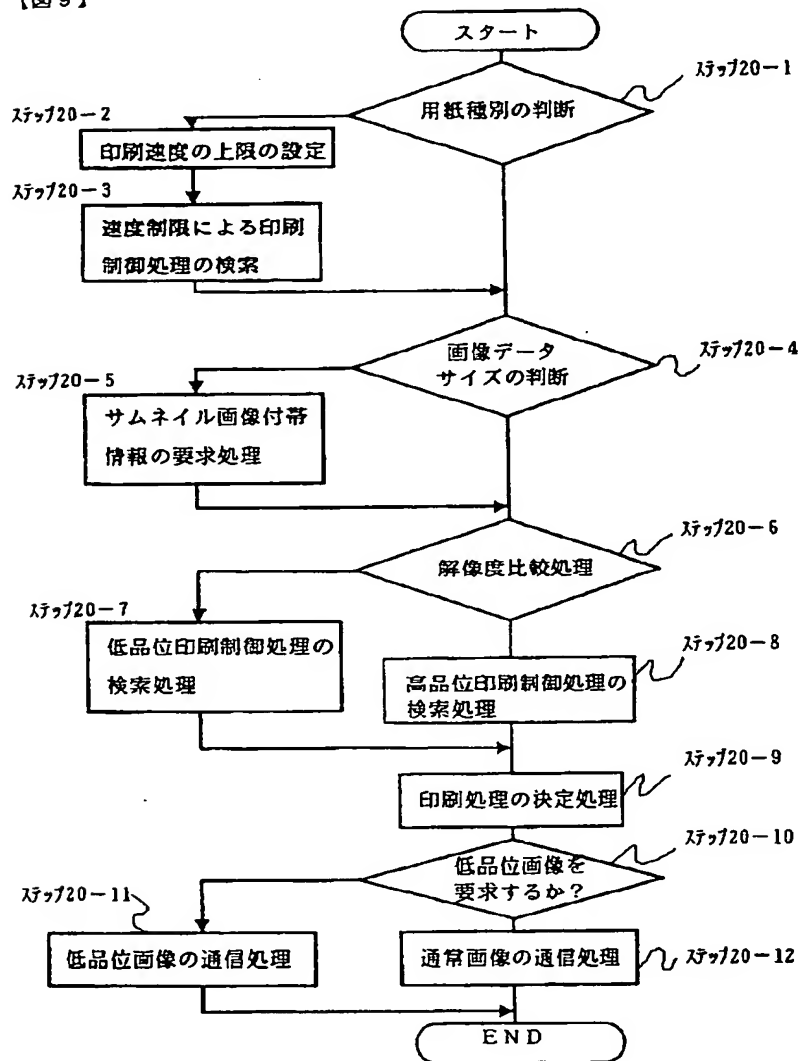 【図9】
スタート
ステップ20－1
用紙種別の判断
ステップ20－2
印刷速度の上限の設定
ステップ20－3
速度制限による印刷
制御処理の検索
画像データ
サイズの判断
ステップ20－4
ステップ20－5
サムネイル画像付帯
情報の要求処理
ステップ20－6
解像度比較処理
ステップ20－7
低品位印刷制御処理の
検索処理
ステップ20－8
高品位印刷制御処理の
検索処理
ステップ20－9
印刷処理の決定処理
ステップ20－10
低品位画像を
要求するか？
ステップ20－11
低品位画像の通信処理
通常画像の通信処理
ステップ20－12
END